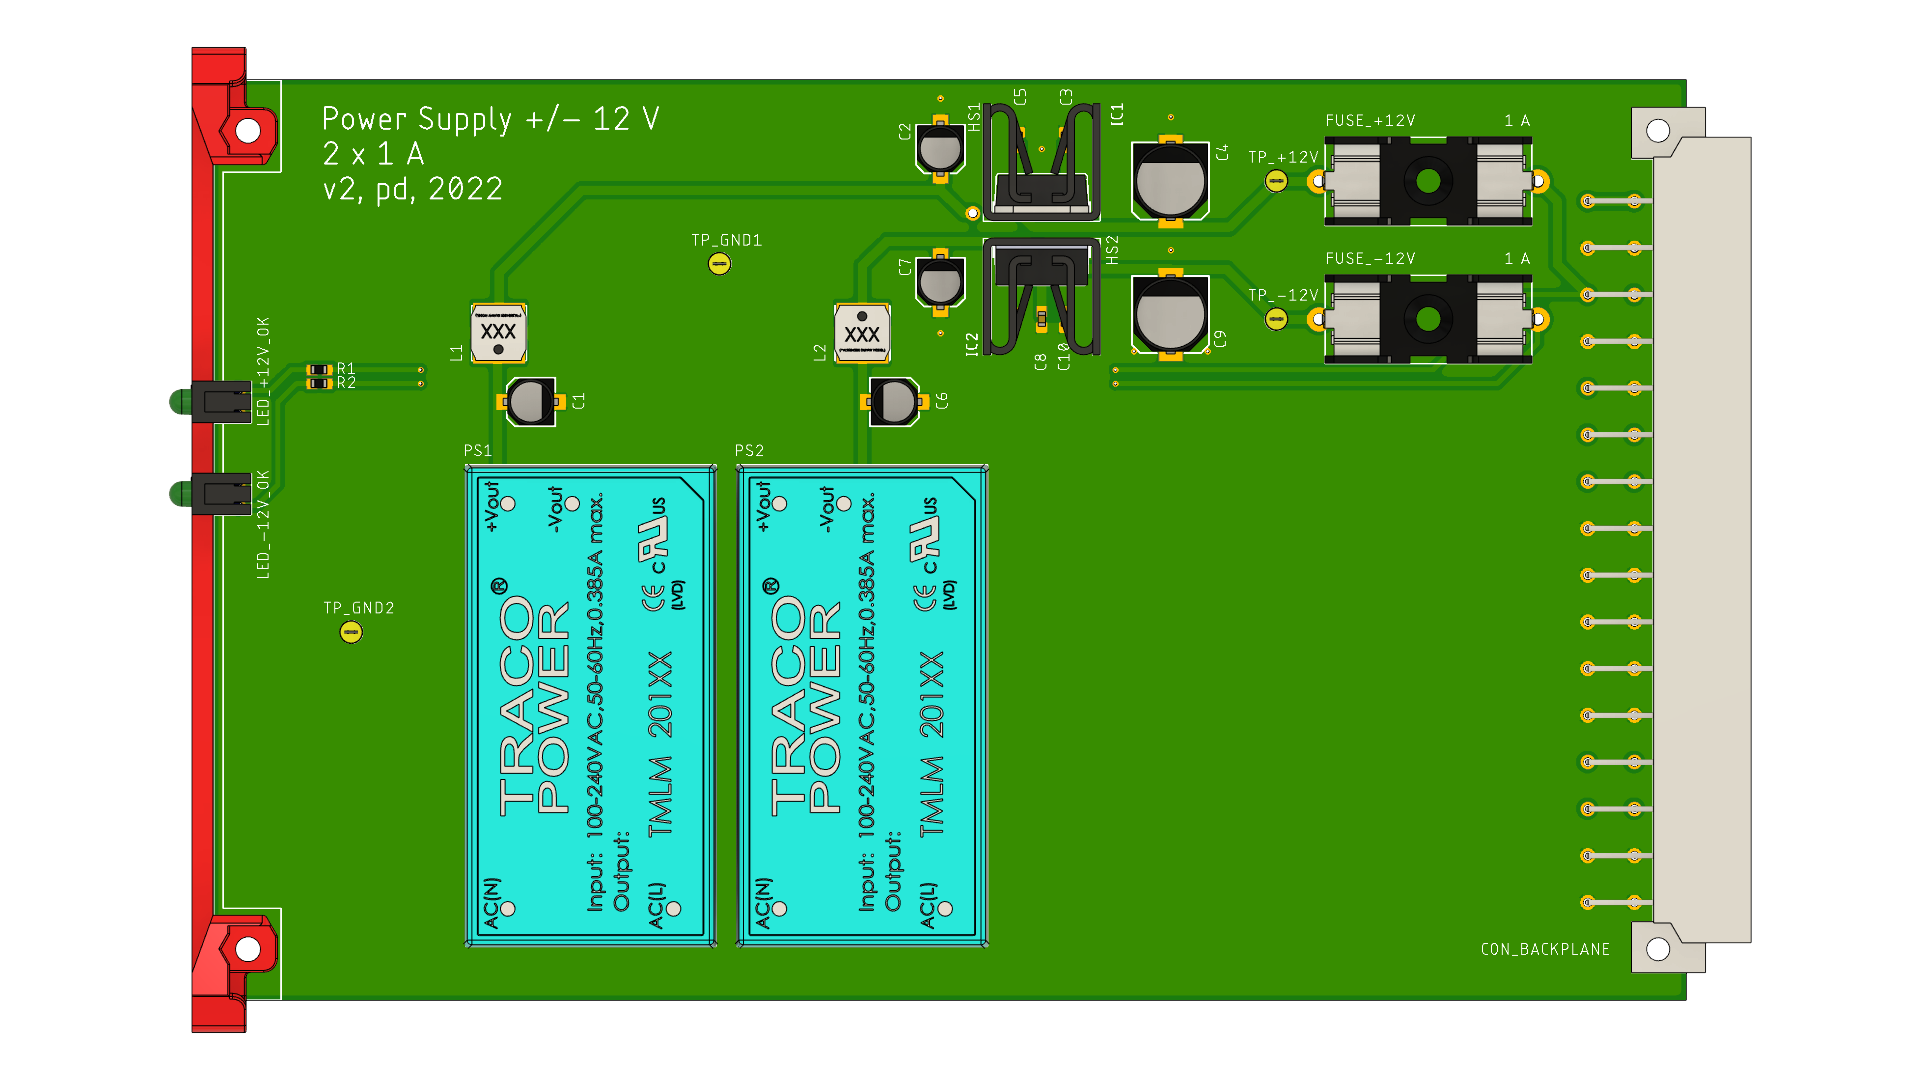 Power Supply +/- 12 V
2 x 1 A
v2, pd, 2022
C2
HS1
C5
C3
IC1
C4
FUSE_+12V
1 A
TP_+12V
TP_GND1
C7
HS2
IC2
C8
C10
C9
FUSE_-12V
1 A
TP_-12V
L1
XXX
L2
XXX
LED_+12V_OK
R1
R2
C1
C6
LED_-12V_OK
PS1
PS2
TP_GND2
+Vout
-Vout
TRACO®
POWER
Input: 100-240VAC,50-60Hz,0.385A max.
Output:
TMLM 201XX
CE
(LVD)
C UR US
AC(N)
AC(L)
+Vout
-Vout
TRACO®
POWER
Input: 100-240VAC,50-60Hz,0.385A max.
Output:
TMLM 201XX
CE
(LVD)
C UR US
AC(N)
AC(L)
CON_BACKPLANE